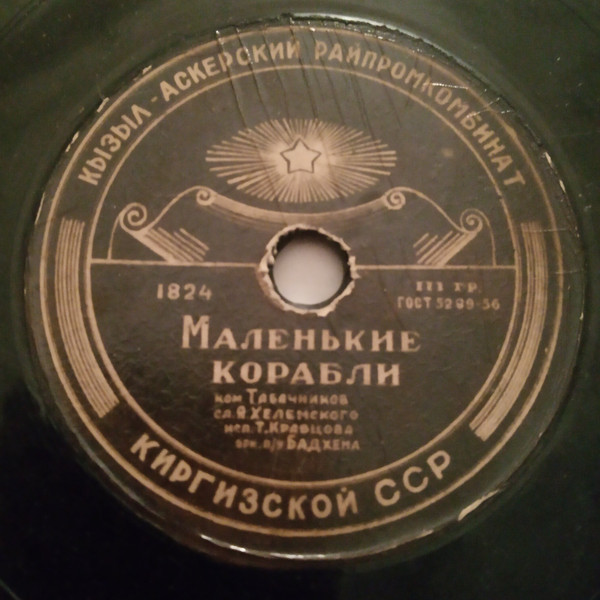 КЫЗЫЛ-АСКЕРСКИЙ РАЙПРОМКОМБИНАТ
1824
III ГР.
ГОСТ 5289-56
МАЛЕНЬКИЕ
КОРАБЛИ
ком Табачников
сл. Я. ХЕЛЕМСКОГО
исп. Т. КРАВЦОВА
орк. п/у БАДХЕНА
КИРГИЗСКОЙ ССР